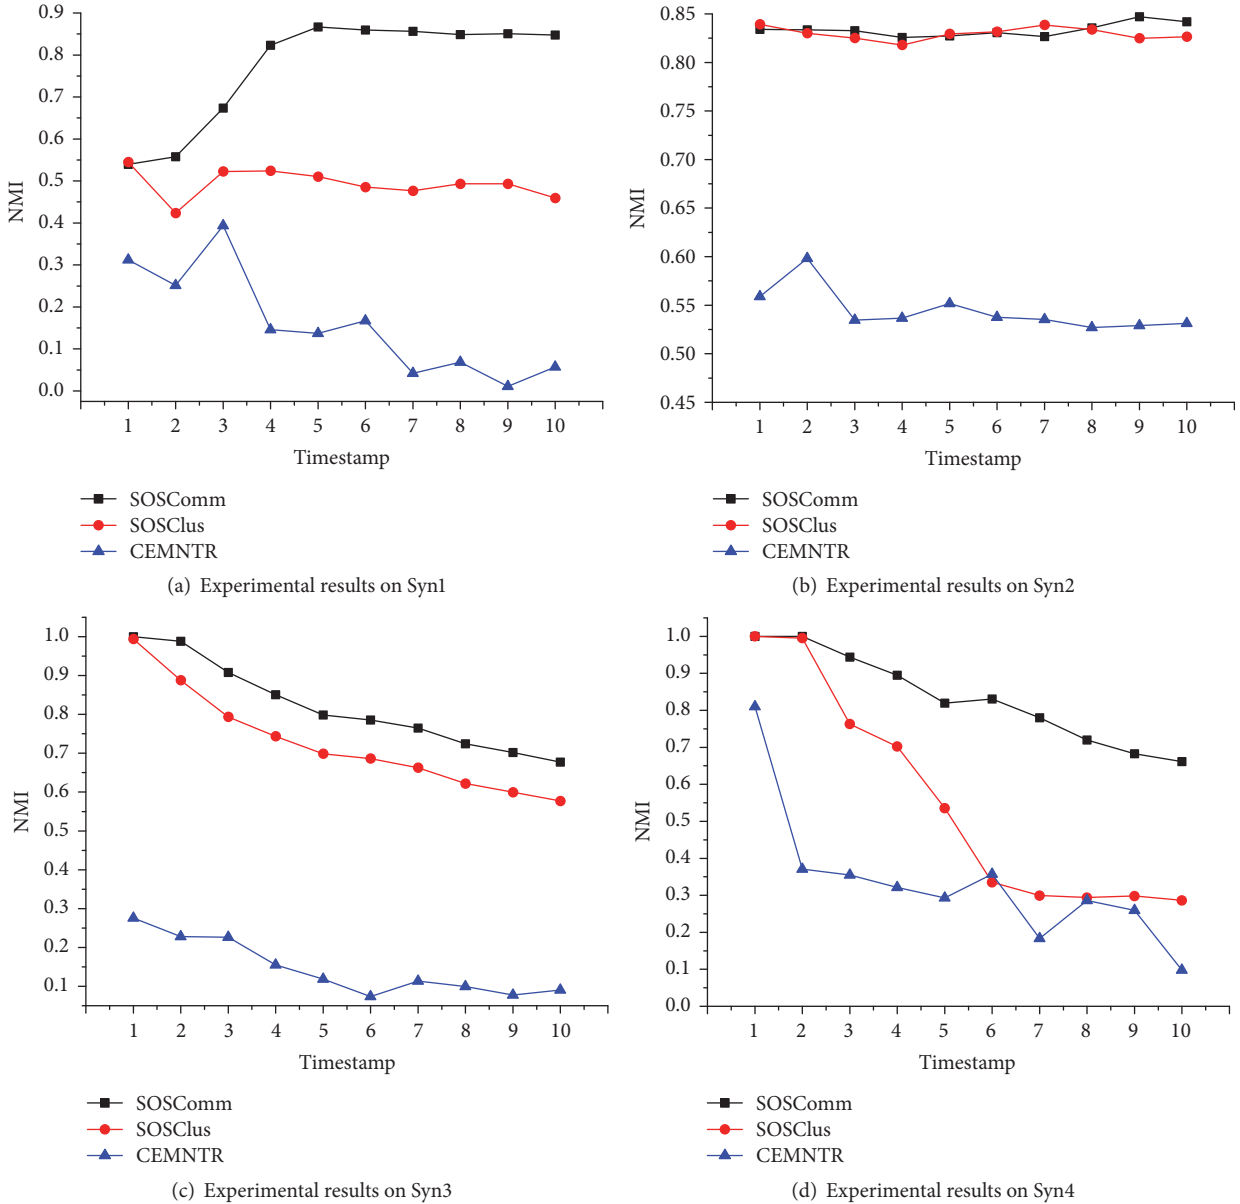 0.9
0.8
0.7
0.6
0.5
0.4
0.3
0.2
0.1
0.0
NMI
1 2 3 4 5 6 7 8 9 10
Timestamp
SOSComm
SOSClus
CEMNTR
(a) Experimental results on Syn1
0.85
0.80
0.75
0.70
0.65
0.60
0.55
0.50
0.45
NMI
1 2 3 4 5 6 7 8 9 10
Timestamp
SOSComm
SOSClus
CEMNTR
(b) Experimental results on Syn2
1.0
0.9
0.8
0.7
0.6
0.5
0.4
0.3
0.2
0.1
NMI
1 2 3 4 5 6 7 8 9 10
Timestamp
SOSComm
SOSClus
CEMNTR
(c) Experimental results on Syn3
1.0
0.9
0.8
0.7
0.6
0.5
0.4
0.3
0.2
0.1
0.0
NMI
1 2 3 4 5 6 7 8 9 10
Timestamp
SOSComm
SOSClus
CEMNTR
(d) Experimental results on Syn4